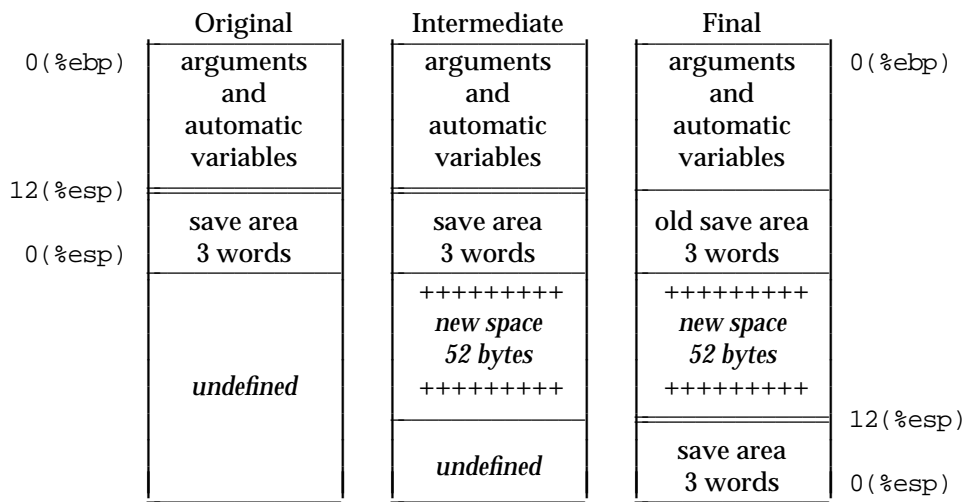 Original Intermediate Final
0(%ebp) arguments arguments arguments 0(%ebp)
and and and
automatic automatic automatic
variables variables variables
12(%esp)
save area save area old save area
0(%esp) 3 words 3 words 3 words
+++++++++ +++++++++
new space new space
52 bytes 52 bytes
undefined +++++++++ +++++++++
12(%esp)
undefined save area
3 words 0(%esp)